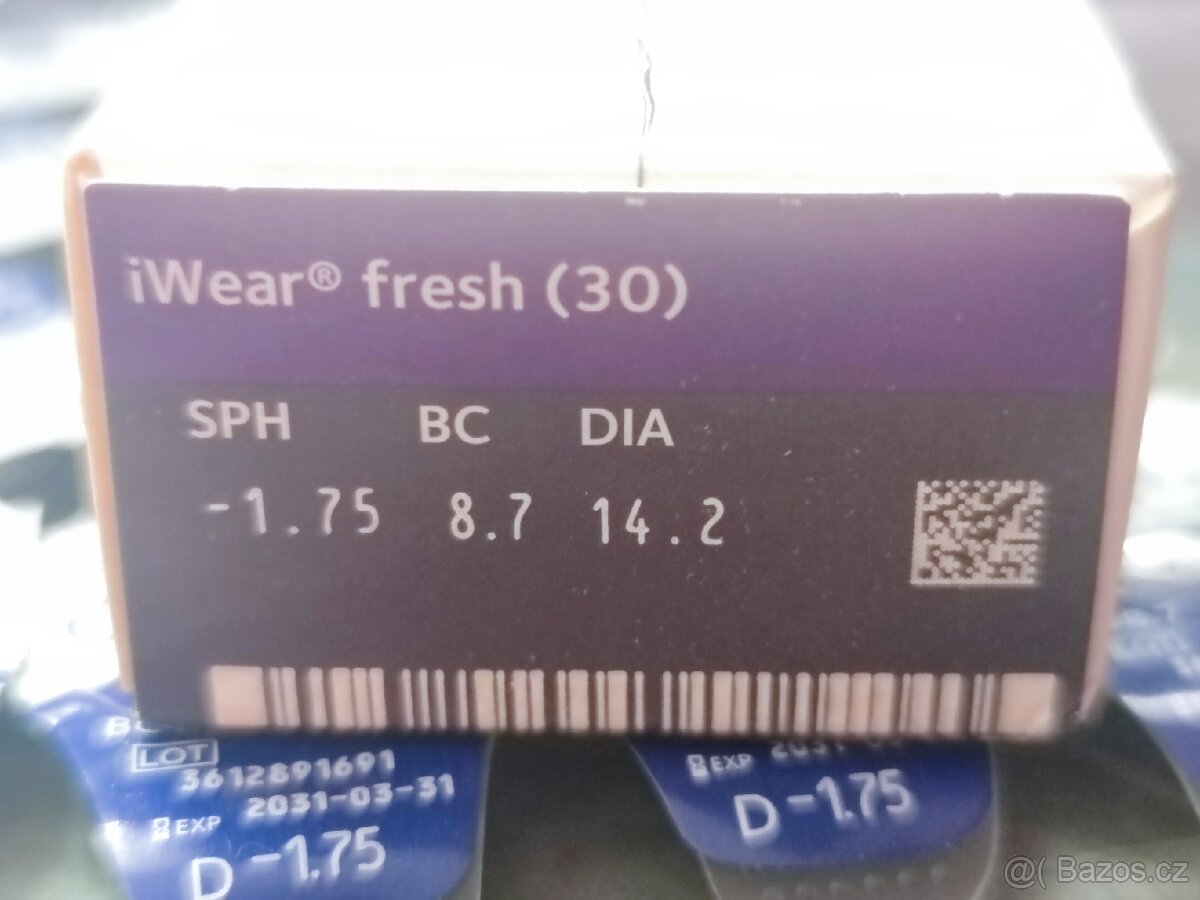 iWear® fresh (30)
SPH BC DIA
-1.75 8.7 14.2
LOT
3612891691
2031-03-31
EXP
D -1.75
EXP
D -1.75
@( Bazos.cz